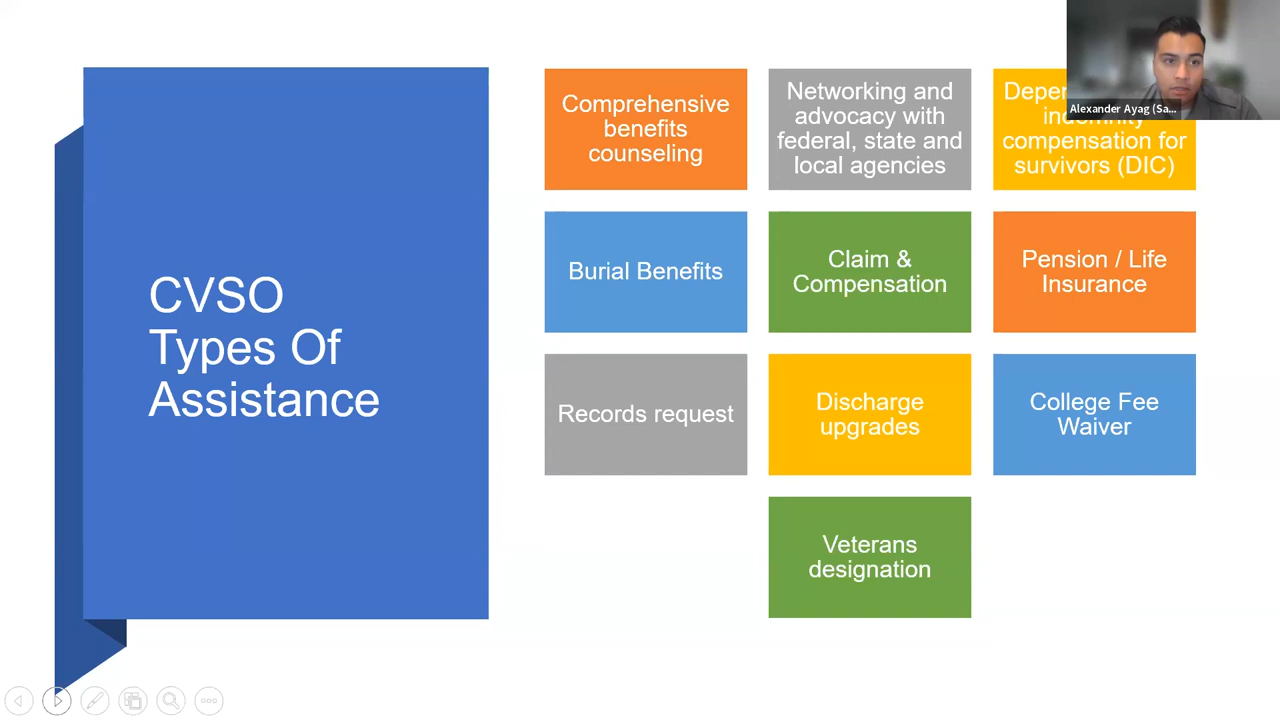 CVSO
Types Of
Assistance
Comprehensive
benefits
counseling
Networking and
advocacy with
federal, state and
local agencies
indemnity
compensation for
survivors (DIC)
Alexander Ayag (Sa...
Burial Benefits
Claim &
Compensation
Pension / Life
Insurance
Records request
Discharge
upgrades
College Fee
Waiver
Veterans
designation